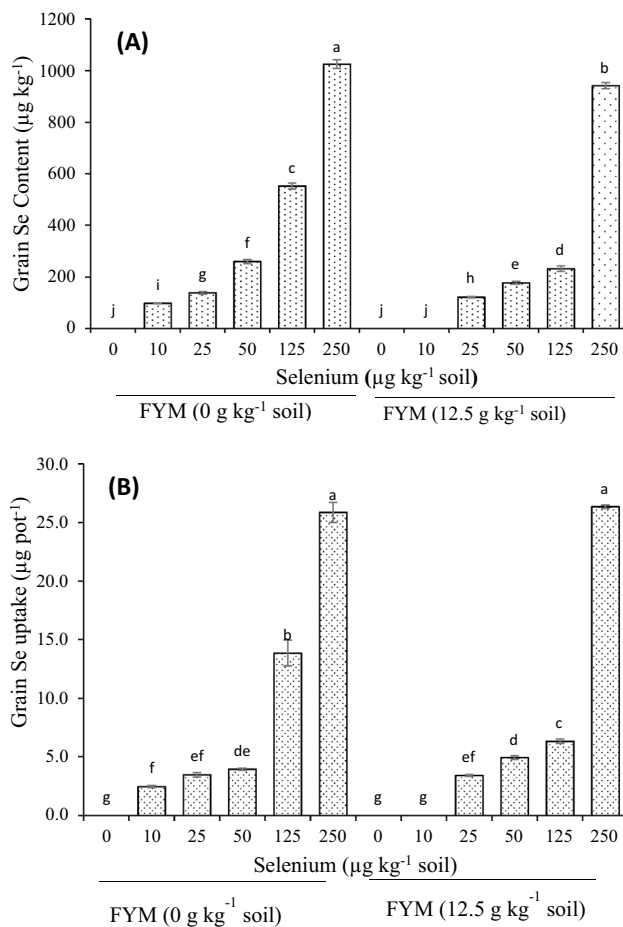 (A)
Grain Se Content (µg kg⁻¹)
1200
1000
800
600
400
200
0
j
i
g
f
c
a
j
j
h
e
d
b
0 10 25 50 125 250 0 10 25 50 125 250
Selenium (µg kg⁻¹ soil)
FYM (0 g kg⁻¹ soil) FYM (12.5 g kg⁻¹ soil)
(B)
Grain Se uptake (µg pot⁻¹)
30.0
25.0
20.0
15.0
10.0
5.0
0.0
g
f
ef
de
b
a
g
g
ef
d
c
a
0 10 25 50 125 250 0 10 25 50 125 250
Selenium (µg kg⁻¹ soil)
FYM (0 g kg⁻¹ soil) FYM (12.5 g kg⁻¹ soil)